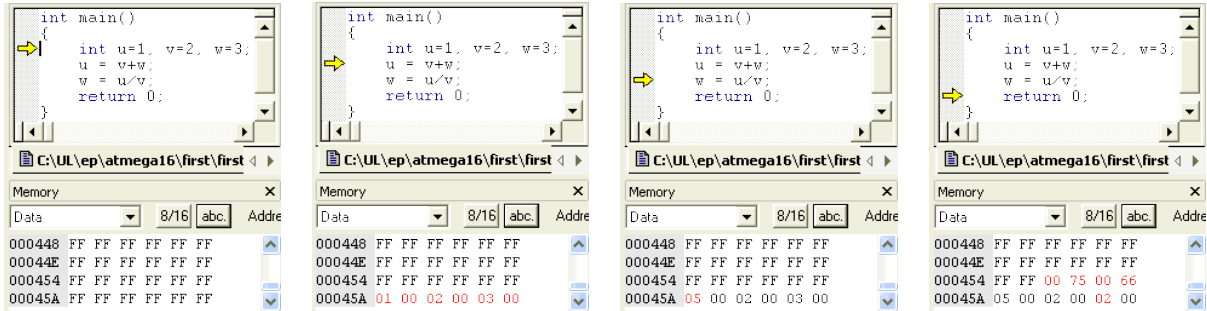 int main()
{
int u=1, v=2, w=3;
u = v+w;
w = u/v;
return 0;
}
C:\UL\ep\atmega16\first\first
Memory
Data 8/16 abc. Addre
000448 FF FF FF FF FF FF
00044E FF FF FF FF FF FF
000454 FF FF FF FF FF FF
00045A FF FF FF FF FF FF
int main()
{
int u=1, v=2, w=3;
u = v+w;
w = u/v;
return 0;
}
C:\UL\ep\atmega16\first\first
Memory
Data 8/16 abc. Addre
000448 FF FF FF FF FF FF
00044E FF FF FF FF FF FF
000454 FF FF FF FF FF FF
00045A 01 00 02 00 03 00
int main()
{
int u=1, v=2, w=3;
u = v+w;
w = u/v;
return 0;
}
C:\UL\ep\atmega16\first\first
Memory
Data 8/16 abc. Addre
000448 FF FF FF FF FF FF
00044E FF FF FF FF FF FF
000454 FF FF FF FF FF FF
00045A 05 00 02 00 03 00
int main()
{
int u=1, v=2, w=3;
u = v+w;
w = u/v;
return 0;
}
C:\UL\ep\atmega16\first\first
Memory
Data 8/16 abc. Addre
000448 FF FF FF FF FF FF
00044E FF FF FF FF FF FF
000454 FF FF 00 75 00 66
00045A 05 00 02 00 02 00